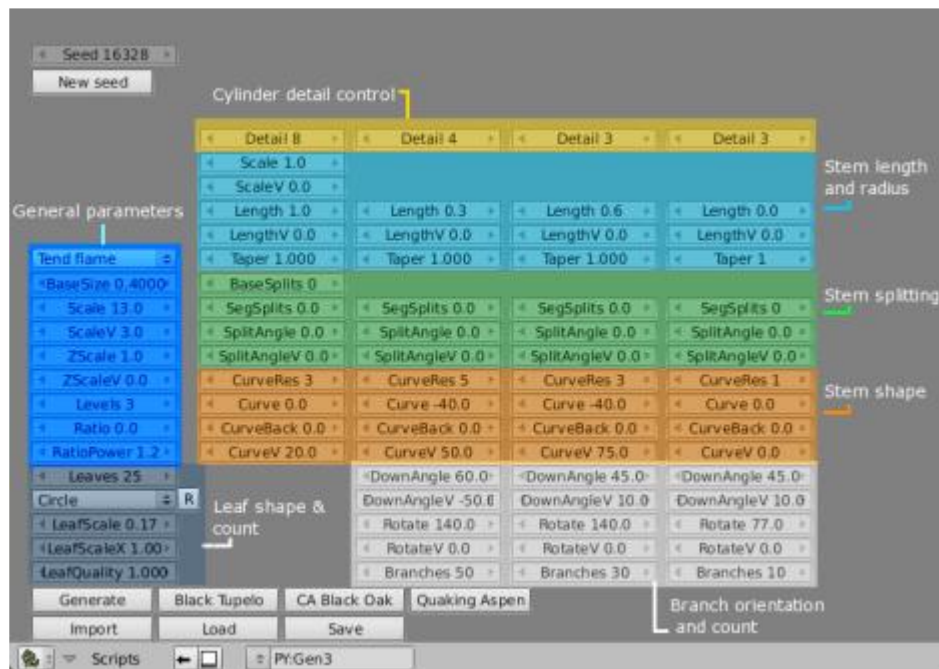 Seed 16328
New seed
Cylinder detail control
Detail 8 Detail 4 Detail 3 Detail 3
Scale 1.0
ScaleV 0.0
Stem length
and radius
General parameters
Length 1.0 Length 0.3 Length 0.6 Length 0.0
LengthV 0.0 LengthV 0.0 LengthV 0.0 LengthV 0.0
Tend flame Taper 1.000 Taper 1.000 Taper 1.000 Taper 1
BaseSize 0,4000 BaseSplits 0
Stem splitting
Scale 13.0 SegSplits 0.0 SegSplits 0.0 SegSplits 0.0 SegSplits 0
ScaleV 3.0 SplitAngle 0.0 SplitAngle 0.0 SplitAngle 0.0 SplitAngle 0.0
ZScale 1.0 SplitAngleV 0.0 SplitAngleV 0.0 SplitAngleV 0.0 SplitAngleV 0.0
ZScaleV 0.0 CurveRes 3 CurveRes 5 CurveRes 3 CurveRes 1
Stem shape
Levels 3 Curve 0.0 Curve -40.0 Curve -40.0 Curve 0.0
Ratio 0.0 CurveBack 0.0 CurveBack 0.0 CurveBack 0.0 CurveBack 0.0
RatioPower 1.2 CurveV 20.0 CurveV 50.0 CurveV 75.0 CurveV 0.0
Leaves 25 DownAngle 60.0 DownAngle 45.0 DownAngle 45.0
Circle R DownAngleV -50.0 DownAngleV 10.0 DownAngleV 10.0
Leaf shape &
count
LeafScale 0.17 Rotate 140.0 Rotate 140.0 Rotate 77.0
LeafScaleX 1.00 RotateV 0.0 RotateV 0.0 RotateV 0.0
LeafQuality 1.000 Branches 50 Branches 30 Branches 10
Generate Black Tupelo CA Black Oak Quaking Aspen
Branch orientation
and count
Import Load Save
Scripts PY:Gen3